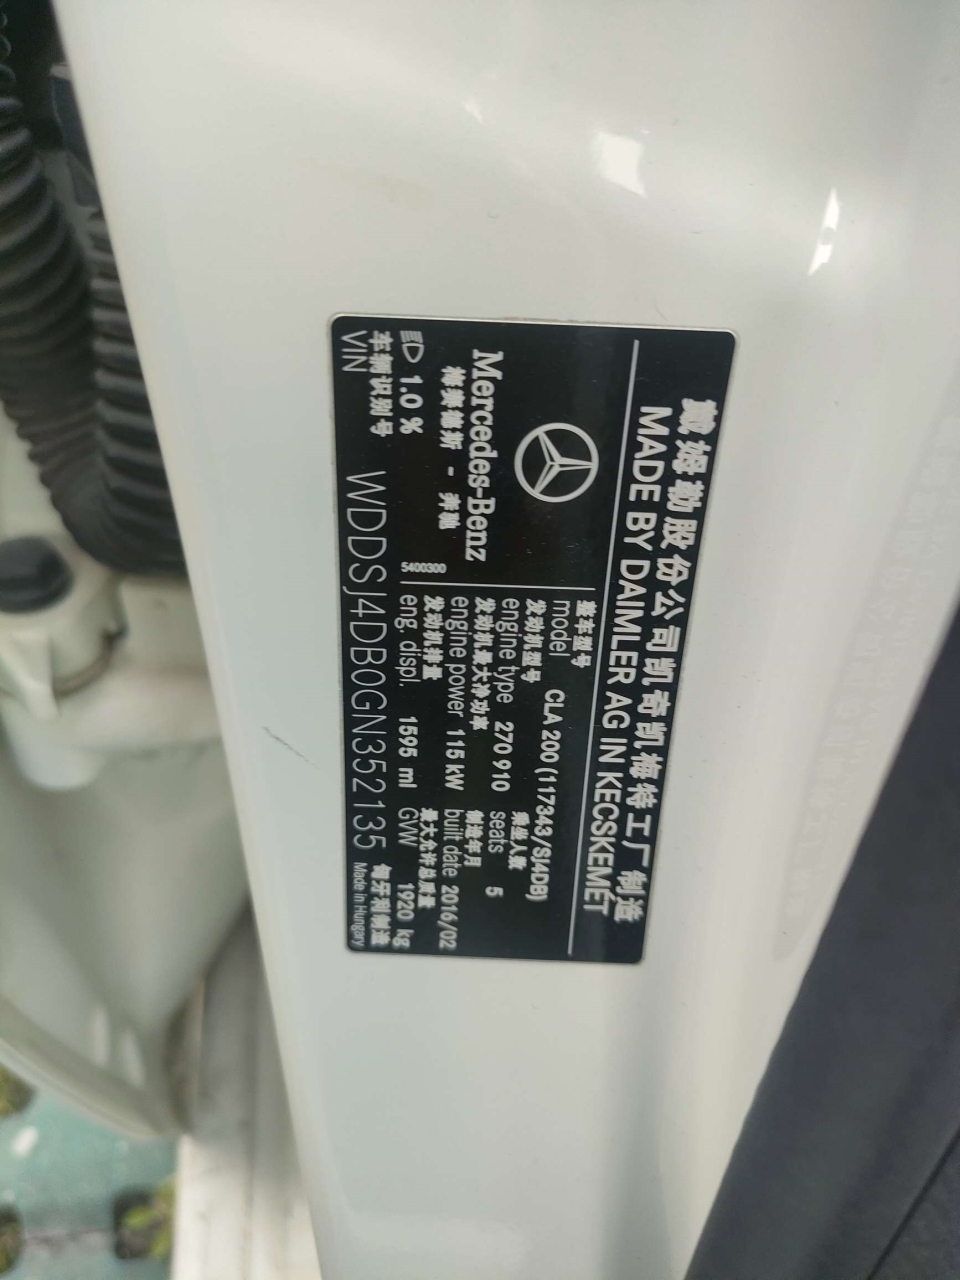 戴姆勒股份公司凯奇凯梅特工厂制造
MADE BY DAIMLER AG IN KECSKEMÉT
Mercedes-Benz
梅赛德斯 - 奔驰
1.0 %
5400300
整车型号
model CLA 200 (117343/SJ4DB)
发动机型号 乘坐人数
engine type 270 910 seats 5
发动机最大净功率 制造年月
engine power 115 kW built date 2016/02
发动机排量 最大允许总质量
eng. displ. 1595 ml GVW 1920 kg
车辆识别号 匈牙利制造
VIN WDDSJ4DB0GN352135 Made in Hungary